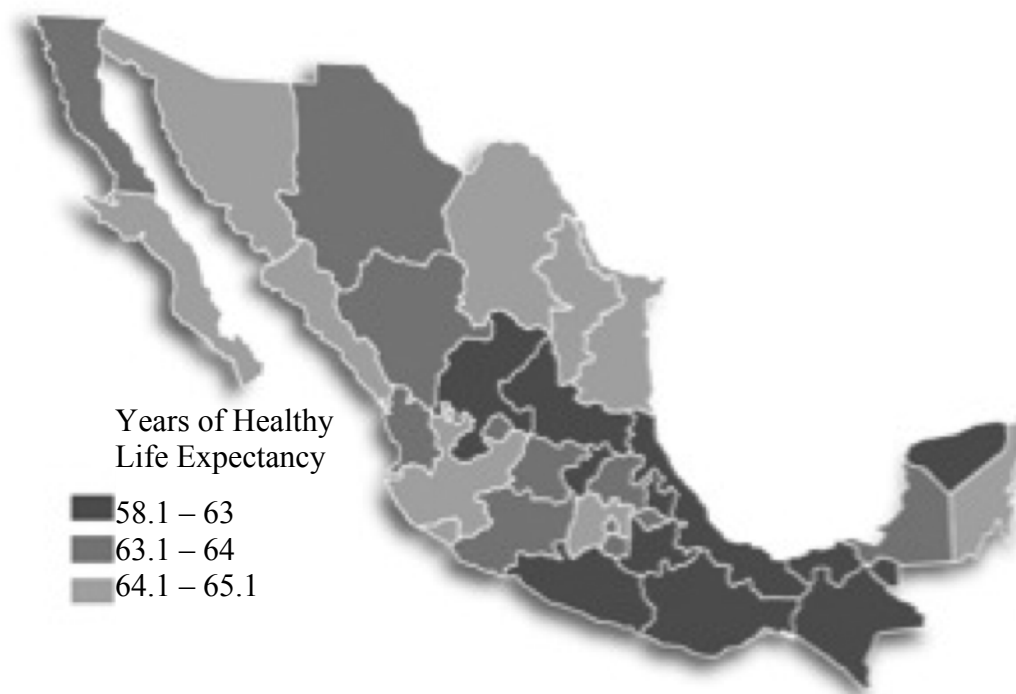 Years of Healthy
Life Expectancy
58.1 – 63
63.1 – 64
64.1 – 65.1